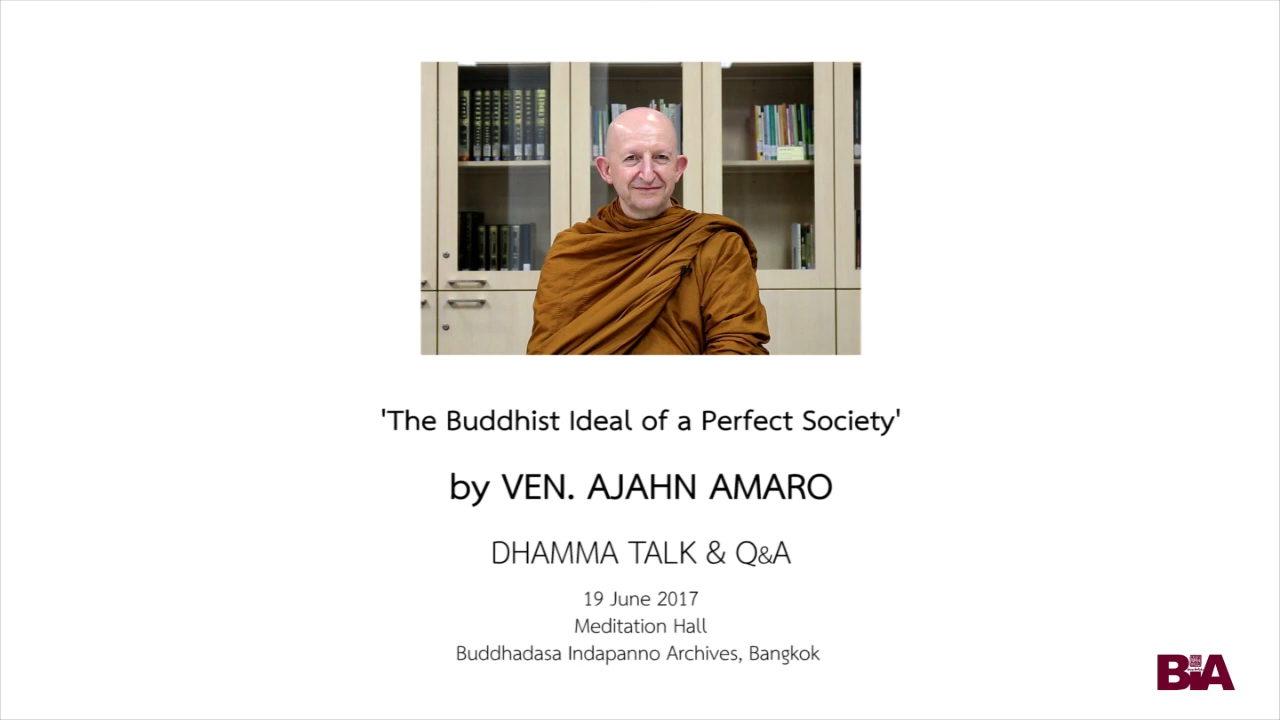 'The Buddhist Ideal of a Perfect Society'
by VEN. AJAHN AMARO
DHAMMA TALK & Q&A
19 June 2017
Meditation Hall
Buddhadasa Indapanno Archives, Bangkok
BIA